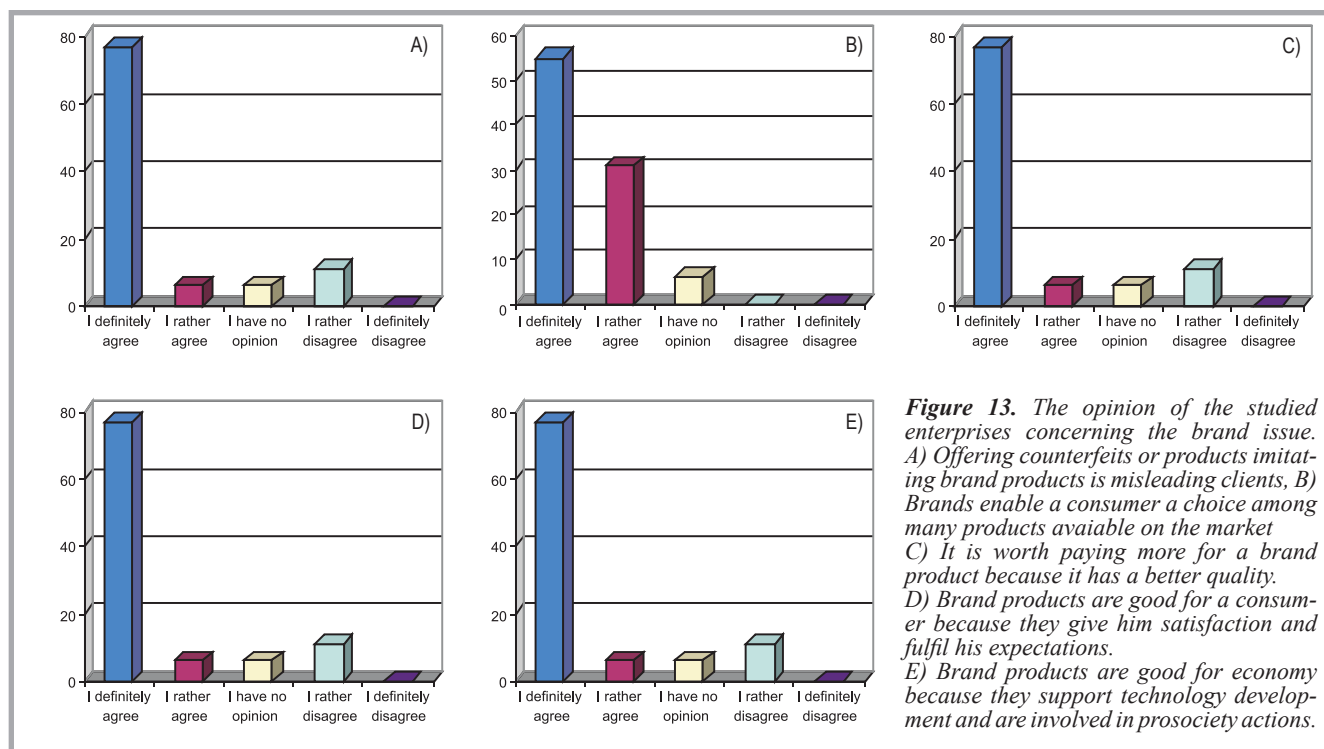 A)
80
60
40
20
0
I definitely
agree
I rather
agree
I have no
opinion
I rather
disagree
I definitely
disagree
B)
60
50
40
30
20
10
0
I definitely
agree
I rather
agree
I have no
opinion
I rather
disagree
I definitely
disagree
C)
80
60
40
20
0
I definitely
agree
I rather
agree
I have no
opinion
I rather
disagree
I definitely
disagree
D)
80
60
40
20
0
I definitely
agree
I rather
agree
I have no
opinion
I rather
disagree
I definitely
disagree
E)
80
60
40
20
0
I definitely
agree
I rather
agree
I have no
opinion
I rather
disagree
I definitely
disagree
Figure 13. The opinion of the studied
enterprises concerning the brand issue.
A) Offering counterfeits or products imitat-
ing brand products is misleading clients, B)
Brands enable a consumer a choice among
many products avaiable on the market
C) It is worth paying more for a brand
product because it has a better quality.
D) Brand products are good for a consum-
er because they give him satisfaction and
fulfil his expectations.
E) Brand products are good for economy
because they support technology develop-
ment and are involved in prosociety actions.